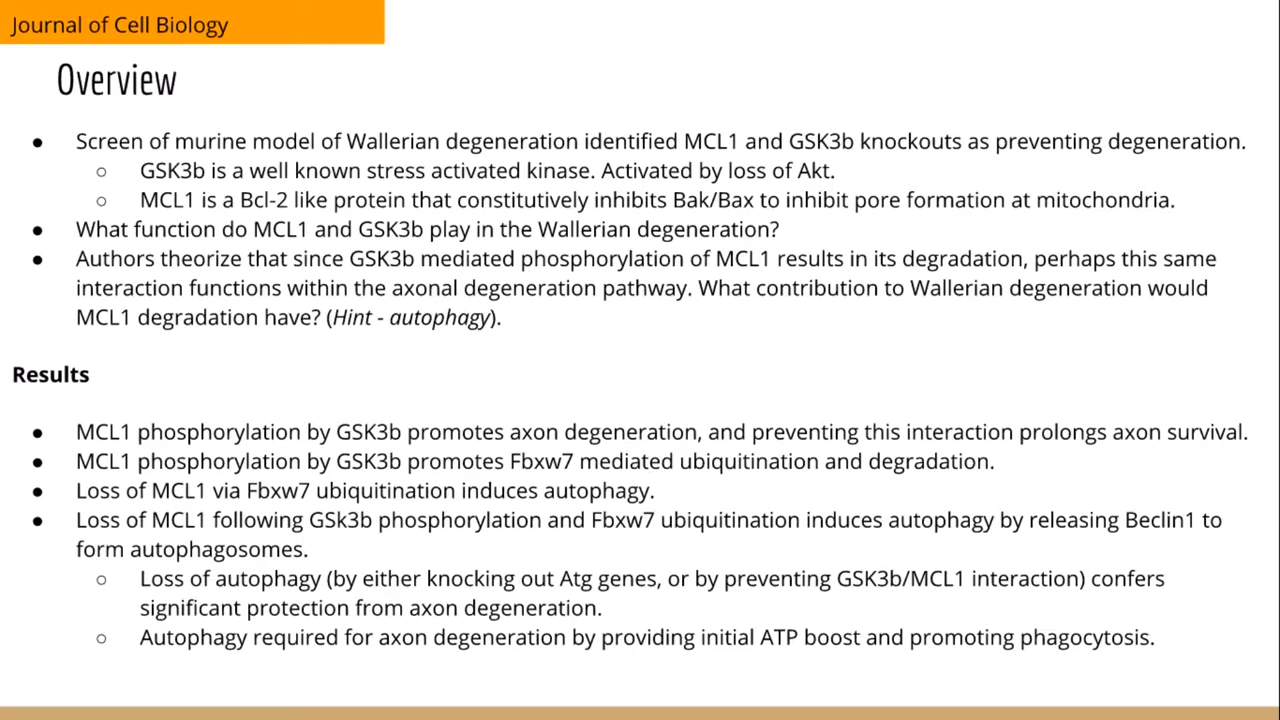 Journal of Cell Biology
Overview
● Screen of murine model of Wallerian degeneration identified MCL1 and GSK3b knockouts as preventing degeneration.
○ GSK3b is a well known stress activated kinase. Activated by loss of Akt.
○ MCL1 is a Bcl-2 like protein that constitutively inhibits Bak/Bax to inhibit pore formation at mitochondria.
● What function do MCL1 and GSK3b play in the Wallerian degeneration?
● Authors theorize that since GSK3b mediated phosphorylation of MCL1 results in its degradation, perhaps this same
interaction functions within the axonal degeneration pathway. What contribution to Wallerian degeneration would
MCL1 degradation have? (Hint - autophagy).
Results
● MCL1 phosphorylation by GSK3b promotes axon degeneration, and preventing this interaction prolongs axon survival.
● MCL1 phosphorylation by GSK3b promotes Fbxw7 mediated ubiquitination and degradation.
● Loss of MCL1 via Fbxw7 ubiquitination induces autophagy.
● Loss of MCL1 following GSk3b phosphorylation and Fbxw7 ubiquitination induces autophagy by releasing Beclin1 to
form autophagosomes.
○ Loss of autophagy (by either knocking out Atg genes, or by preventing GSK3b/MCL1 interaction) confers
significant protection from axon degeneration.
○ Autophagy required for axon degeneration by providing initial ATP boost and promoting phagocytosis.